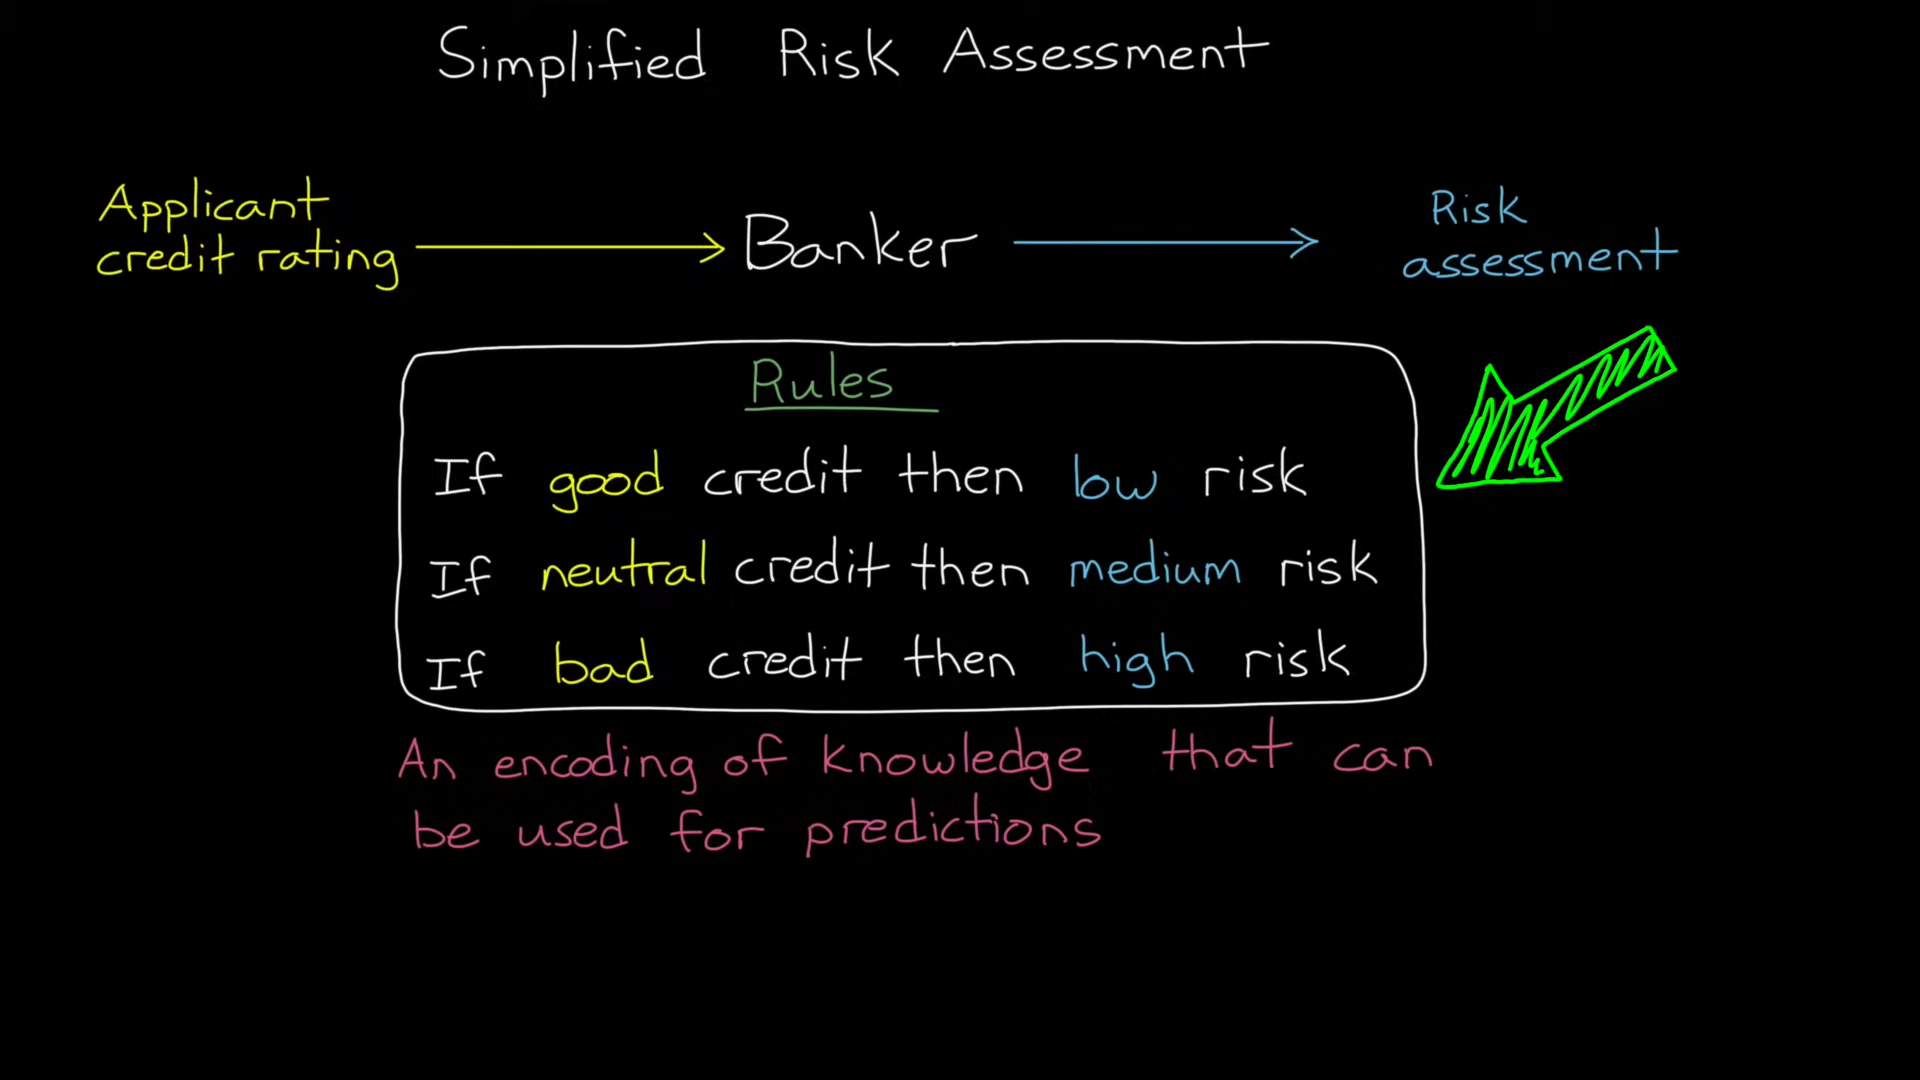 Simplified Risk Assessment
Applicant
credit rating
Banker
Risk
assessment
Rules
If good credit then low risk
If neutral credit then medium risk
If bad credit then high risk
An encoding of knowledge that can
be used for predictions